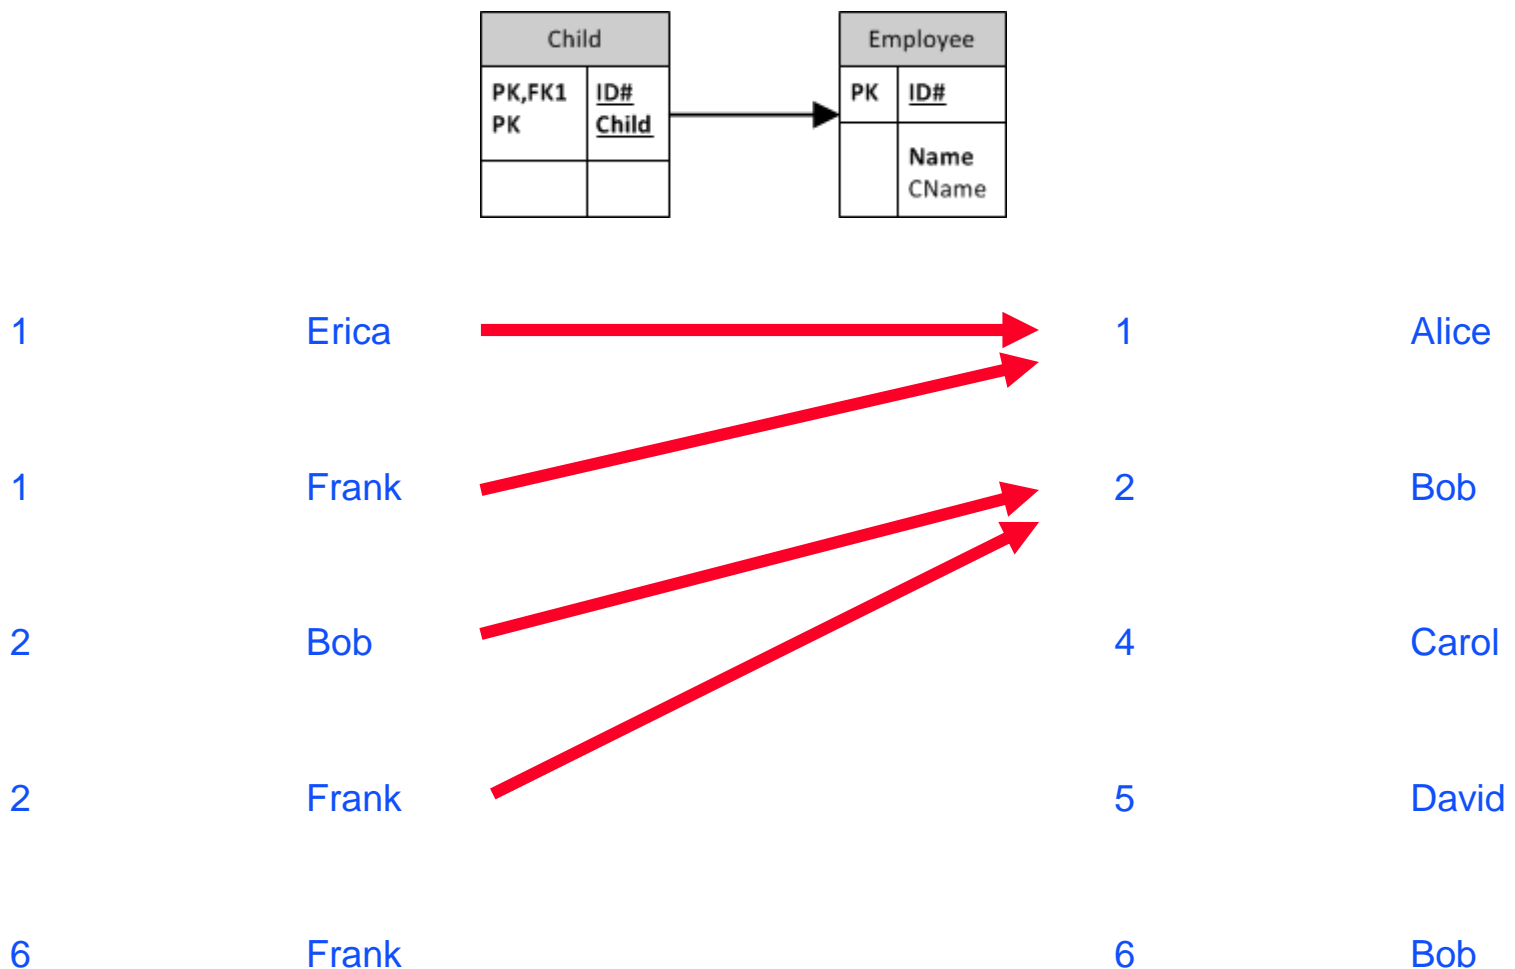 Child Employee
PK,FK1 ID# PK ID#
PK Child
Name
CName
1 Erica 1 Alice
1 Frank 2 Bob
2 Bob 4 Carol
2 Frank 5 David
6 Frank 6 Bob